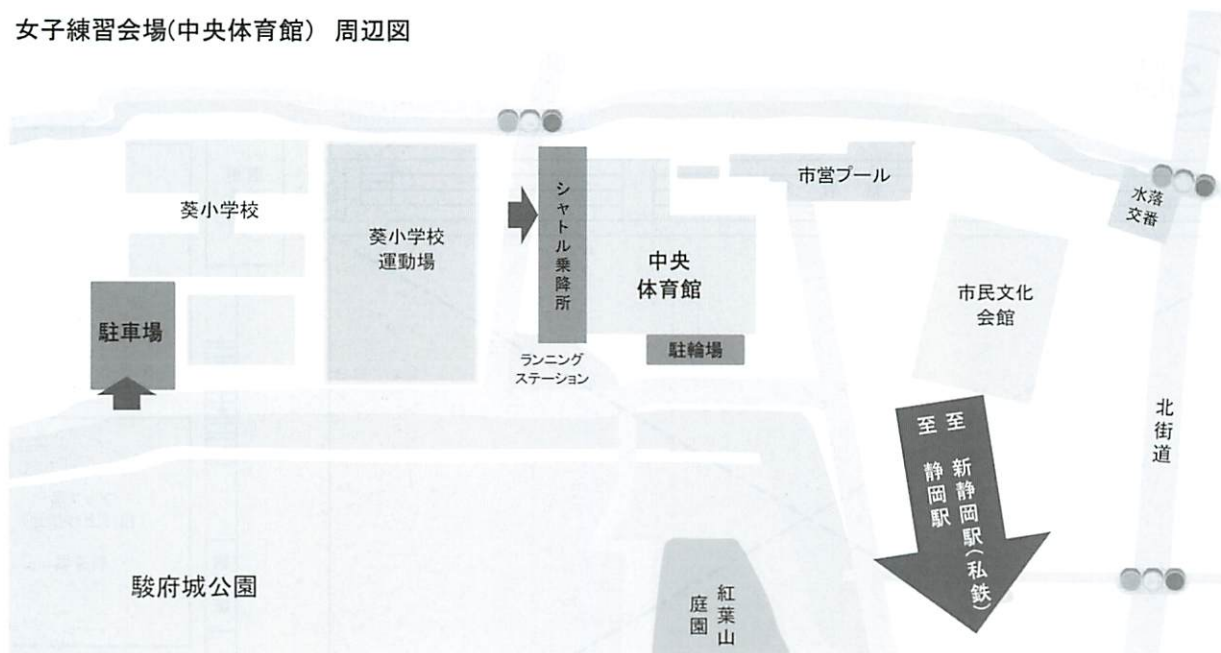 女子練習会場(中央体育館) 周辺図
葵小学校
葵小学校
運動場
シャトル乗降所
市営プール
水落
交番
中央
体育館
市民文化
会館
駐車場
駐輪場
ランニング
ステーション
北街道
至 新静岡駅(私鉄)
至 静岡駅
駿府城公園
紅葉山
庭園